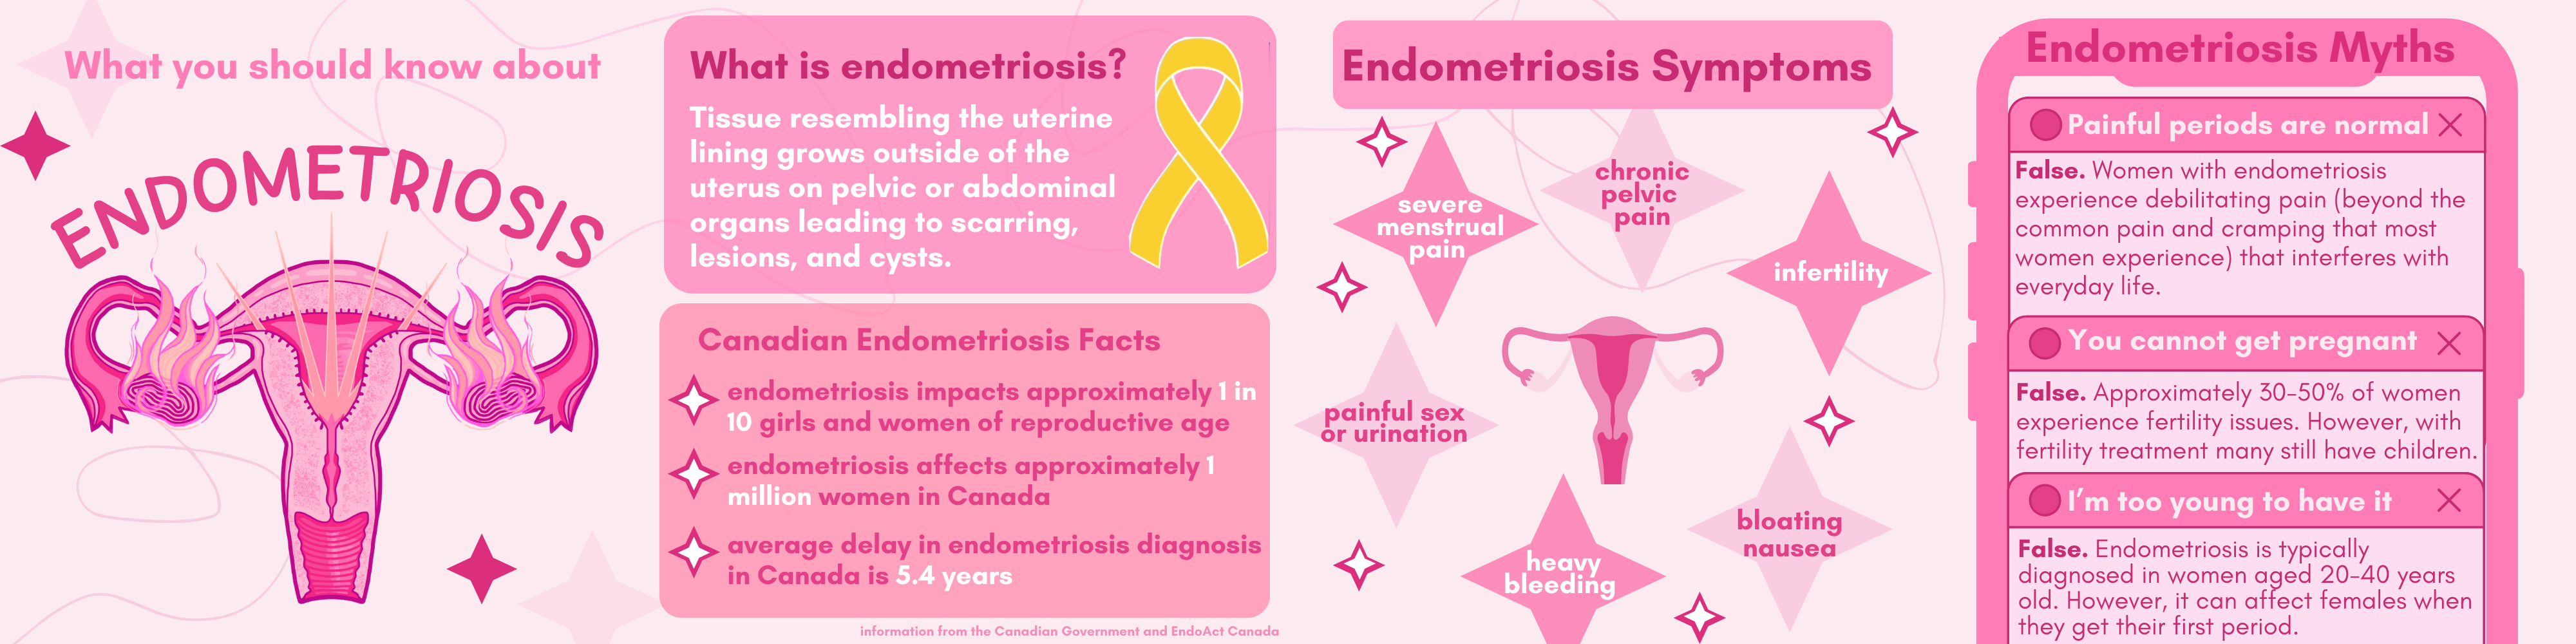 What you should know about
ENDOMETRIOSIS
What is endometriosis?
Tissue resembling the uterine
lining grows outside of the
uterus on pelvic or abdominal
organs leading to scarring,
lesions, and cysts.
Canadian Endometriosis Facts
endometriosis impacts approximately 1 in
10 girls and women of reproductive age
endometriosis affects approximately 1
million women in Canada
average delay in endometriosis diagnosis
in Canada is 5.4 years
information from the Canadian Government and EndoAct Canada
Endometriosis Symptoms
severe
menstrual
pain
chronic
pelvic
pain
infertility
painful sex
or urination
heavy
bleeding
bloating
nausea
Endometriosis Myths
Painful periods are normal
False. Women with endometriosis
experience debilitating pain (beyond the
common pain and cramping that most
women experience) that interferes with
everyday life.
You cannot get pregnant
False. Approximately 30-50% of women
experience fertility issues. However, with
fertility treatment many still have children.
I'm too young to have it
False. Endometriosis is typically
diagnosed in women aged 20-40 years
old. However, it can affect females when
they get their first period.